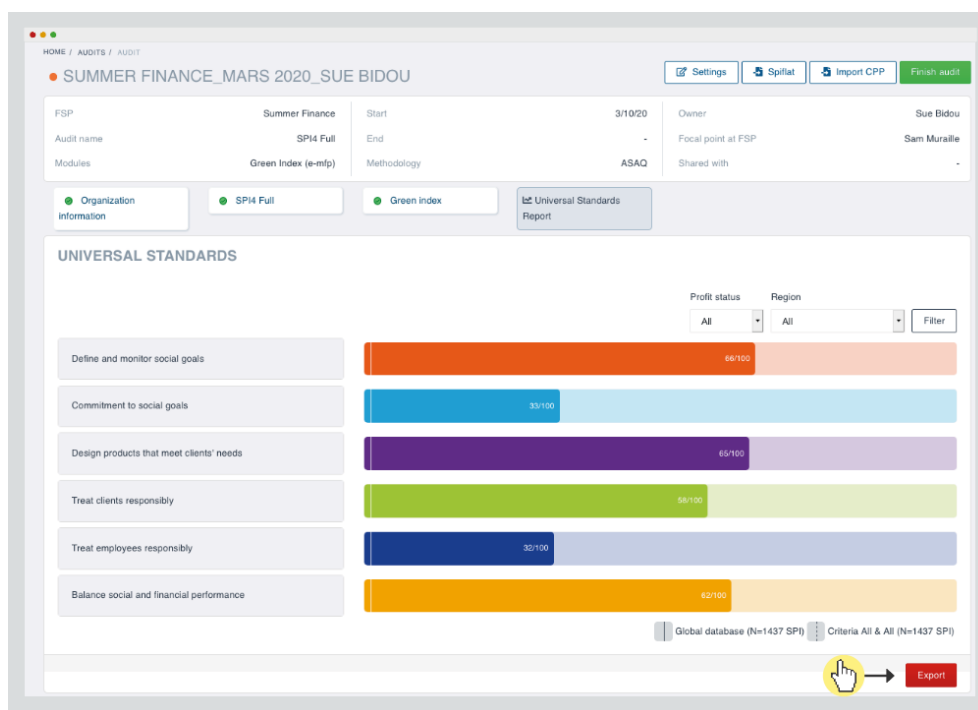 HOME / AUDITS / AUDIT
SUMMER FINANCE_MARS 2020_SUE BIDOU
Settings
Spiflat
Import CPP
Finish audit
FSP Summer Finance
Start 3/10/20
Owner Sue Bidou
Audit name SPI4 Full
End -
Focal point at FSP Sam Muraille
Modules Green Index (e-mfp)
Methodology ASAQ
Shared with -
Organization
information
SPI4 Full
Green index
Universal Standards
Report
UNIVERSAL STANDARDS
Profit status Region
All All Filter
Define and monitor social goals 66/100
Commitment to social goals 33/100
Design products that meet clients' needs 65/100
Treat clients responsibly 58/100
Treat employees responsibly 32/100
Balance social and financial performance 62/100
Global database (N=1437 SPI) Criteria All & All (N=1437 SPI)
Export